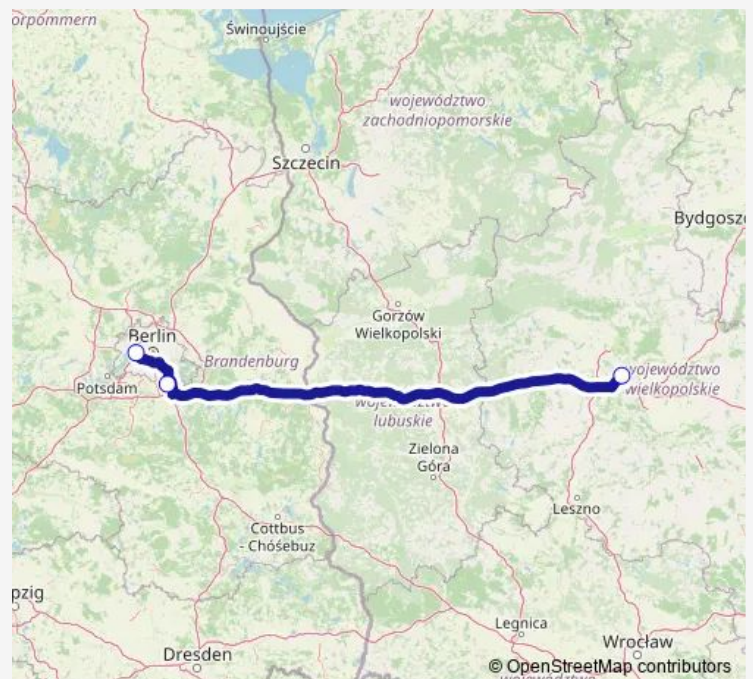 orpommern
Świnoujście
województwo
zachodniopomorskie
Szczecin
Bydgoszc
Gorzów
Wielkopolski
Berlin
Brandenburg
Potsdam
województwo
wielkopolskie
lubuskie
Zielona
Góra
Leszno
Cottbus
- Chóśebuz
pzig
Legnica
Wrocław
Dresden
© OpenStreetMap contributors